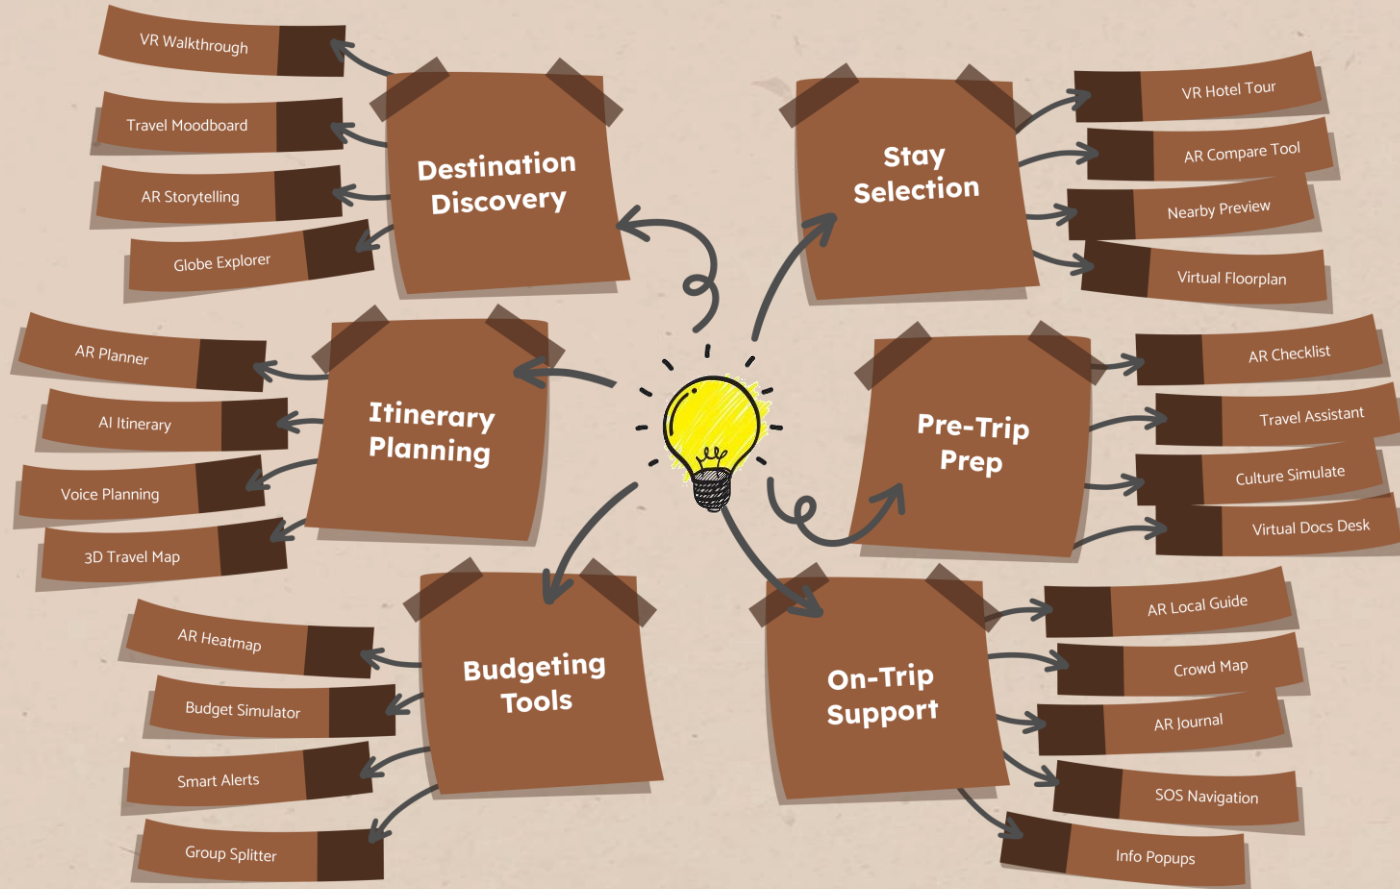 VR Walkthrough
Travel Moodboard
AR Storytelling
Globe Explorer
Destination
Discovery
Stay
Selection
VR Hotel Tour
AR Compare Tool
Nearby Preview
Virtual Floorplan
AR Planner
AI Itinerary
Voice Planning
3D Travel Map
Itinerary
Planning
Pre-Trip
Prep
AR Checklist
Travel Assistant
Culture Simulate
Virtual Docs Desk
AR Heatmap
Budget Simulator
Smart Alerts
Group Splitter
Budgeting
Tools
On-Trip
Support
AR Local Guide
Crowd Map
AR Journal
SOS Navigation
Info Popups